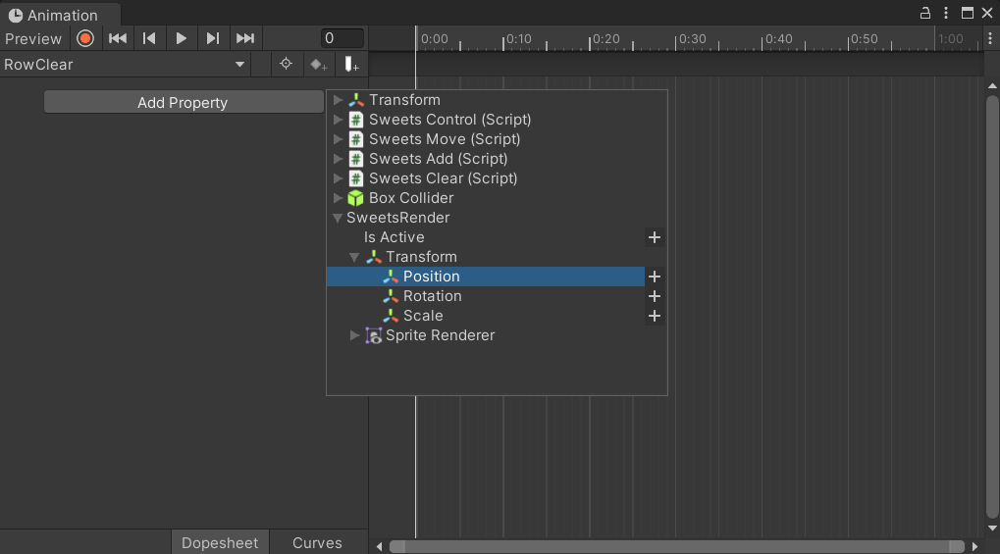 Animation
Preview
0
0:00
0:10
0:20
0:30
0:40
0:50
1:00
RowClear
Add Property
Transform
Sweets Control (Script)
Sweets Move (Script)
Sweets Add (Script)
Sweets Clear (Script)
Box Collider
SweetsRender
Is Active
Transform
Position
Rotation
Scale
Sprite Renderer
Dopesheet
Curves